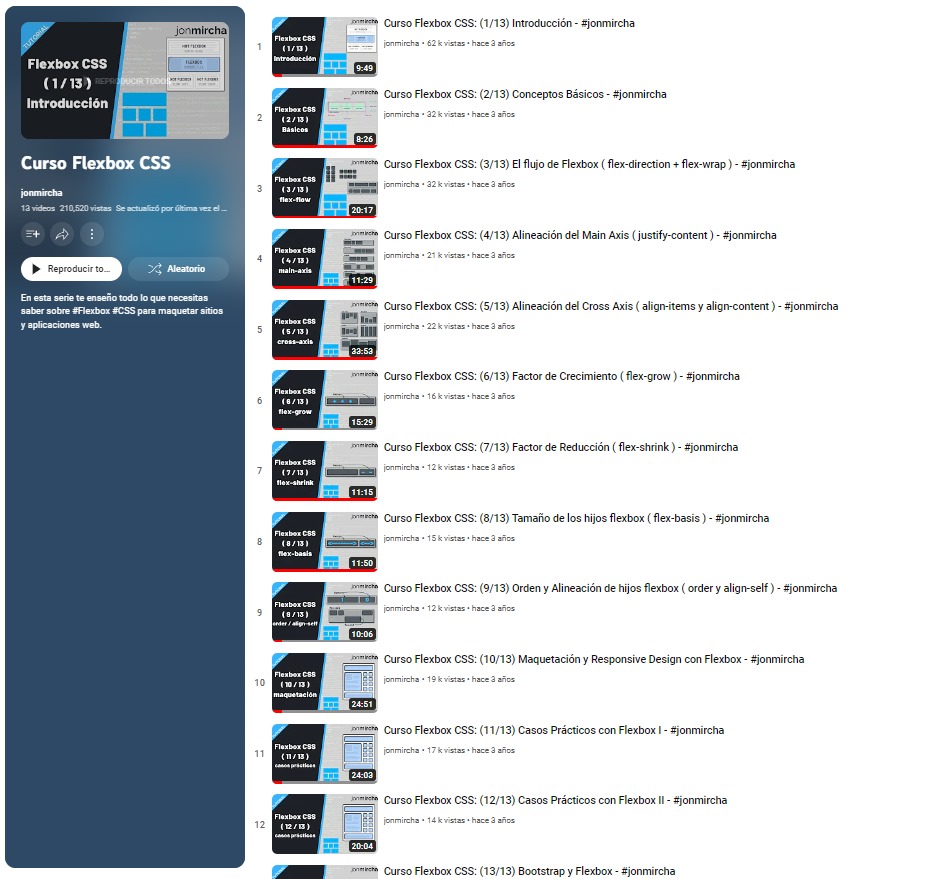 TUTORIAL
jonmircha
Flexbox CSS
( 1 / 13 )
Introducción
REPRODUCIR TODOS
Curso Flexbox CSS
jonmircha
13 videos 210,520 vistas Se actualizó por última vez el ...
Reproducir to...
Aleatorio
En esta serie te enseño todo lo que necesitas
saber sobre #Flexbox #CSS para maquetar sitios
y aplicaciones web.
1
jonmircha
Flexbox CSS
( 1 / 13 )
Introducción
9:49
Curso Flexbox CSS: (1/13) Introducción - #jonmircha
jonmircha • 62 k vistas • hace 3 años
2
jonmircha
Flexbox CSS
( 2 / 13 )
Básicos
8:26
Curso Flexbox CSS: (2/13) Conceptos Básicos - #jonmircha
jonmircha • 32 k vistas • hace 3 años
3
jonmircha
Flexbox CSS
( 3 / 13 )
flex-flow
20:17
Curso Flexbox CSS: (3/13) El flujo de Flexbox ( flex-direction + flex-wrap ) - #jonmircha
jonmircha • 32 k vistas • hace 3 años
4
jonmircha
Flexbox CSS
( 4 / 13 )
main-axis
11:29
Curso Flexbox CSS: (4/13) Alineación del Main Axis ( justify-content ) - #jonmircha
jonmircha • 21 k vistas • hace 3 años
5
jonmircha
Flexbox CSS
( 5 / 13 )
cross-axis
33:53
Curso Flexbox CSS: (5/13) Alineación del Cross Axis ( align-items y align-content ) - #jonmircha
jonmircha • 22 k vistas • hace 3 años
6
jonmircha
Flexbox CSS
( 6 / 13 )
flex-grow
15:29
Curso Flexbox CSS: (6/13) Factor de Crecimiento ( flex-grow ) - #jonmircha
jonmircha • 16 k vistas • hace 3 años
7
jonmircha
Flexbox CSS
( 7 / 13 )
flex-shrink
11:15
Curso Flexbox CSS: (7/13) Factor de Reducción ( flex-shrink ) - #jonmircha
jonmircha • 12 k vistas • hace 3 años
8
jonmircha
Flexbox CSS
( 8 / 13 )
flex-basis
11:50
Curso Flexbox CSS: (8/13) Tamaño de los hijos flexbox ( flex-basis ) - #jonmircha
jonmircha • 15 k vistas • hace 3 años
9
jonmircha
Flexbox CSS
order / align-self
10:06
Curso Flexbox CSS: (9/13) Orden y Alineación de hijos flexbox ( order y align-self ) - #jonmircha
jonmircha • 12 k vistas • hace 3 años
10
jonmircha
Flexbox CSS
( 10 / 13 )
maquetación
24:51
Curso Flexbox CSS: (10/13) Maquetación y Responsive Design con Flexbox - #jonmircha
jonmircha • 19 k vistas • hace 3 años
11
jonmircha
Flexbox CSS
( 11 / 13 )
casos prácticos
24:03
Curso Flexbox CSS: (11/13) Casos Prácticos con Flexbox I - #jonmircha
jonmircha • 17 k vistas • hace 3 años
12
jonmircha
Flexbox CSS
( 12 / 13 )
casos prácticos
20:04
Curso Flexbox CSS: (12/13) Casos Prácticos con Flexbox II - #jonmircha
jonmircha • 14 k vistas • hace 3 años
jonmircha
Curso Flexbox CSS: (13/13) Bootstrap y Flexbox - #jonmircha